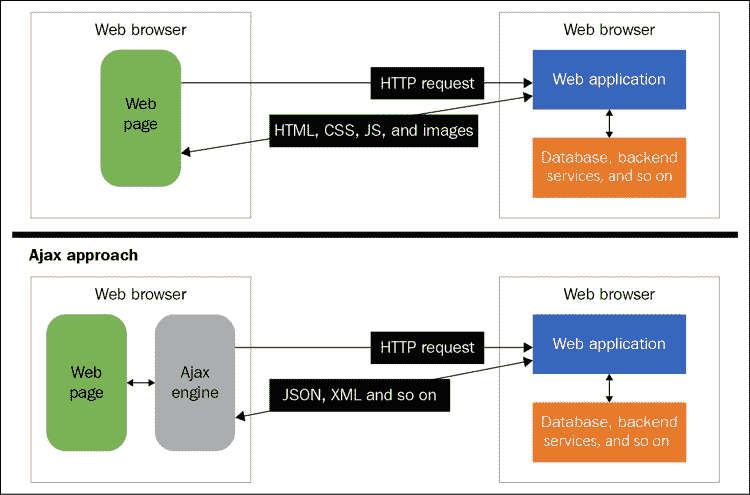 Web browser
Web browser
Web
page
HTTP request
Web application
HTML, CSS, JS, and images
Database, backend
services, and so on
Ajax approach
Web browser
Web browser
Web
page
Ajax
engine
HTTP request
Web application
JSON, XML and so on
Database, backend
services, and so on